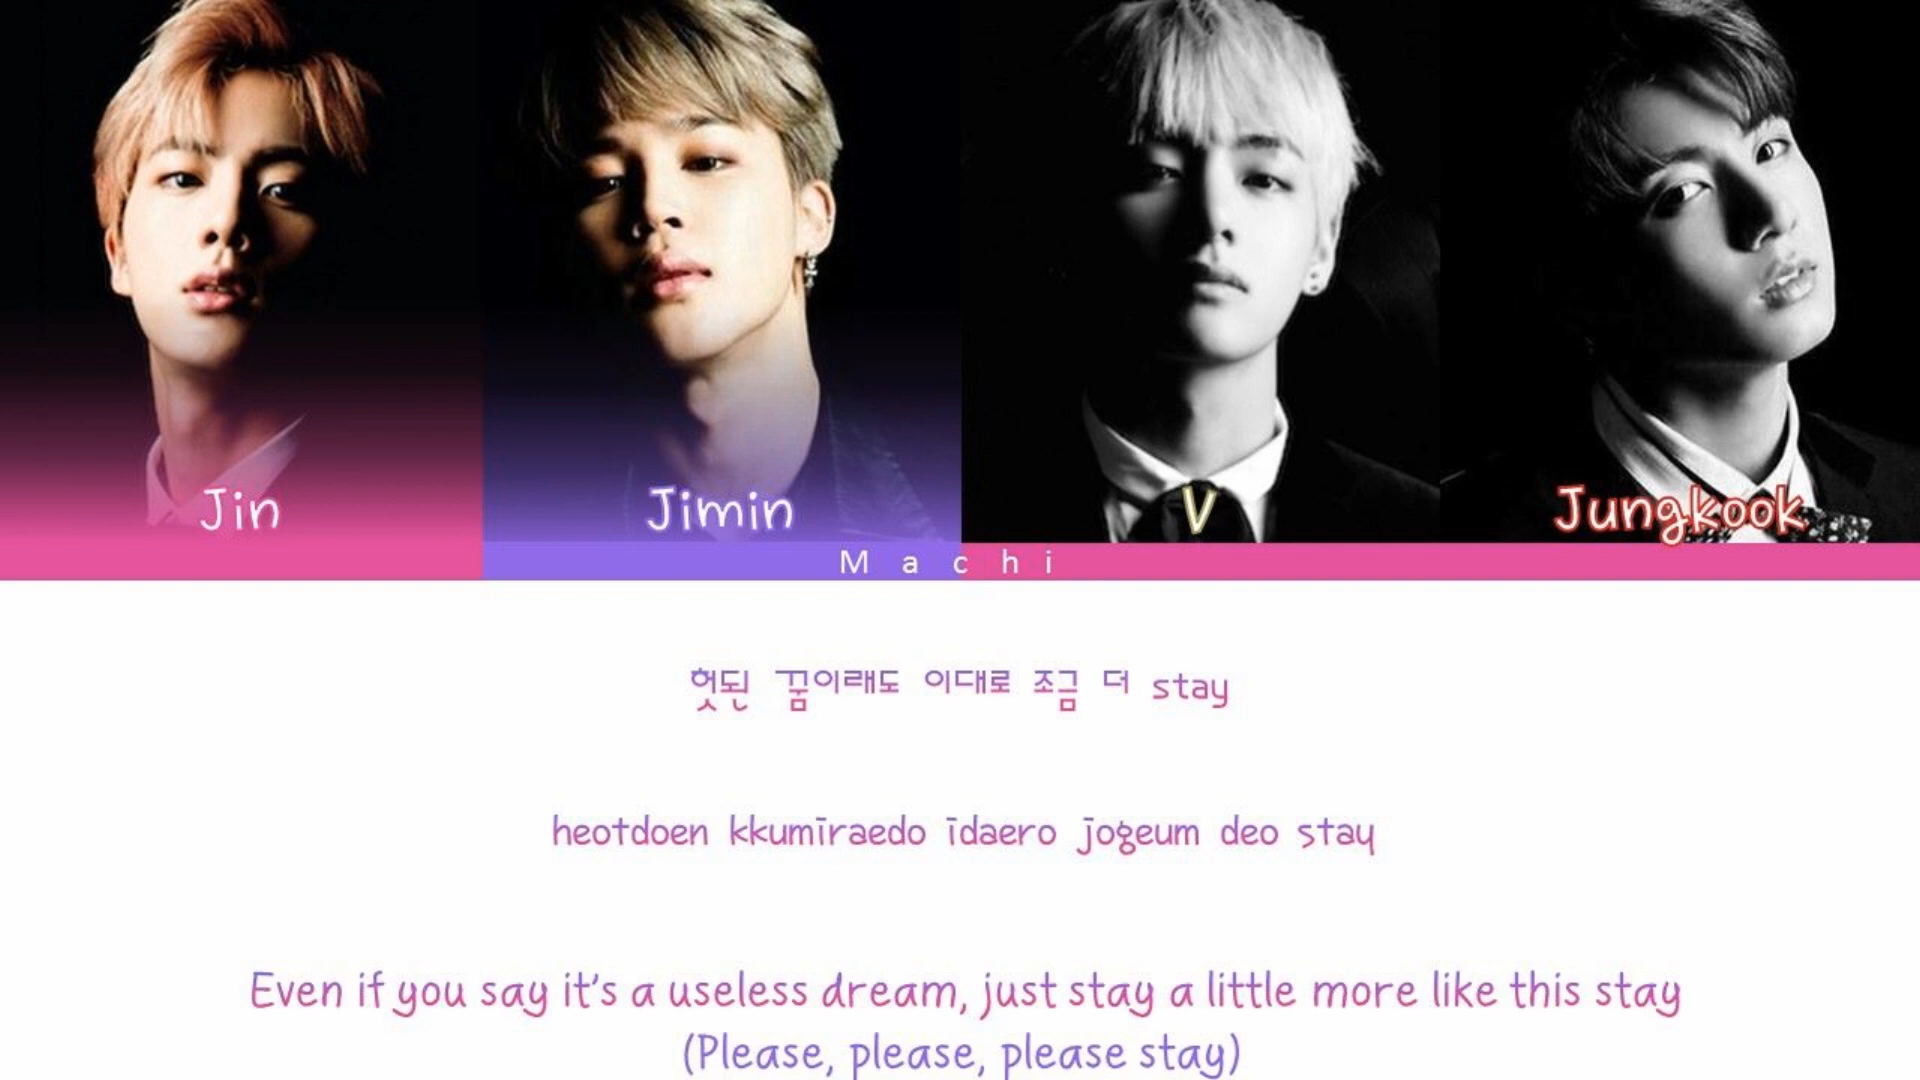 Jin
Jimin
V
Jungkook
Machi
헛된 꿈이래도 이대로 조금 더 stay
heotdoen kkumiraedo idaero jogeum deo stay
Even if you say it's a useless dream, just stay a little more like this stay
(Please, please, please stay)